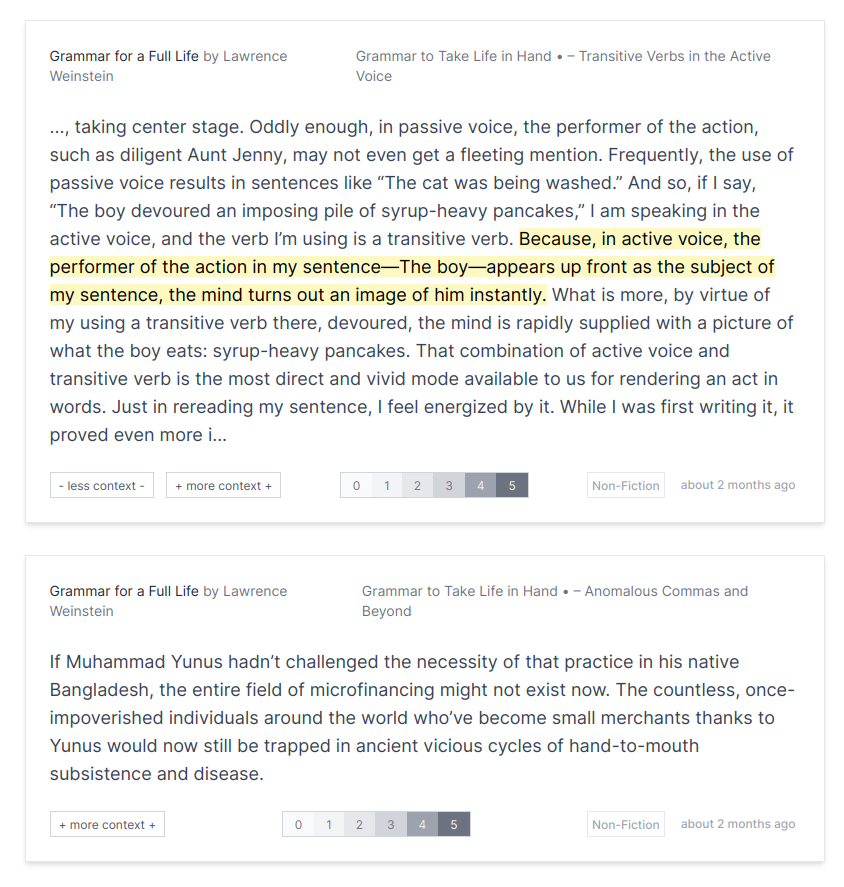 Grammar for a Full Life by Lawrence
Weinstein
Grammar to Take Life in Hand • – Transitive Verbs in the Active
Voice
..., taking center stage. Oddly enough, in passive voice, the performer of the action,
such as diligent Aunt Jenny, may not even get a fleeting mention. Frequently, the use of
passive voice results in sentences like “The cat was being washed.” And so, if I say,
“The boy devoured an imposing pile of syrup-heavy pancakes,” I am speaking in the
active voice, and the verb I’m using is a transitive verb. Because, in active voice, the
performer of the action in my sentence—The boy—appears up front as the subject of
my sentence, the mind turns out an image of him instantly. What is more, by virtue of
my using a transitive verb there, devoured, the mind is rapidly supplied with a picture of
what the boy eats: syrup-heavy pancakes. That combination of active voice and
transitive verb is the most direct and vivid mode available to us for rendering an act in
words. Just in rereading my sentence, I feel energized by it. While I was first writing it, it
proved even more i...
- less context -
+ more context +
0 1 2 3 4 5
Non-Fiction
about 2 months ago
Grammar for a Full Life by Lawrence
Weinstein
Grammar to Take Life in Hand • – Anomalous Commas and
Beyond
If Muhammad Yunus hadn’t challenged the necessity of that practice in his native
Bangladesh, the entire field of microfinancing might not exist now. The countless, once-
impoverished individuals around the world who’ve become small merchants thanks to
Yunus would now still be trapped in ancient vicious cycles of hand-to-mouth
subsistence and disease.
+ more context +
0 1 2 3 4 5
Non-Fiction
about 2 months ago